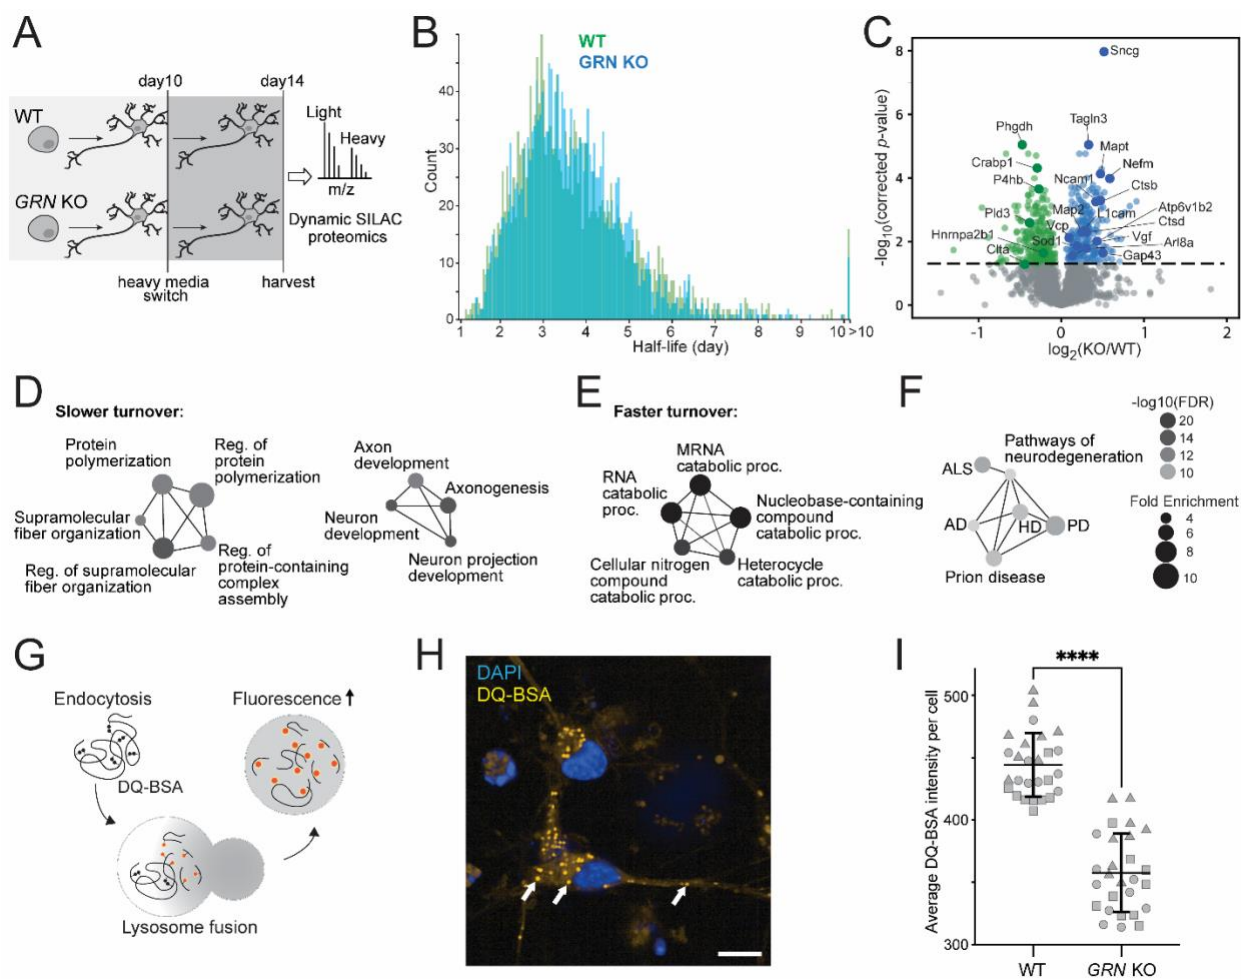 A
day10
day14
WT
GRN KO
Light
Heavy
m/z
Dynamic SILAC
proteomics
heavy media
switch
harvest
B
WT
GRN KO
Count
40
30
20
10
0
1
2
3
4
5
6
7
8
9
10
>10
Half-life (day)
C
-log10(corrected p-value)
8
6
4
2
0
Sncg
Phgdh
Tagln3
Mapt
Crabp1
Nefm
P4hb
Ncam1
Ctsb
Pld3
Map2
L1cam
Atp6v1b2
Vcp
Ctsd
Hnrnpa2b1
Sod1
Vgf
Arl8a
Clta
Gap43
-1
0
1
2
log2(KO/WT)
D
Slower turnover:
Protein
polymerization
Reg. of
protein
polymerization
Supramolecular
fiber organization
Reg. of supramolecular
fiber organization
Reg. of
protein-containing
complex
assembly
Axon
development
Axonogenesis
Neuron
development
Neuron projection
development
E
Faster turnover:
MRNA
catabolic proc.
RNA
catabolic
proc.
Nucleobase-containing
compound
catabolic proc.
Cellular nitrogen
compound
catabolic proc.
Heterocycle
catabolic proc.
F
Pathways of
neurodegeneration
ALS
AD
HD
PD
Prion disease
-log10(FDR)
20
14
12
10
Fold Enrichment
4
6
8
10
G
Endocytosis
DQ-BSA
Fluorescence
Lysosome fusion
H
DAPI
DQ-BSA
I
****
Average DQ-BSA intensity per cell
500
400
300
WT
GRN KO